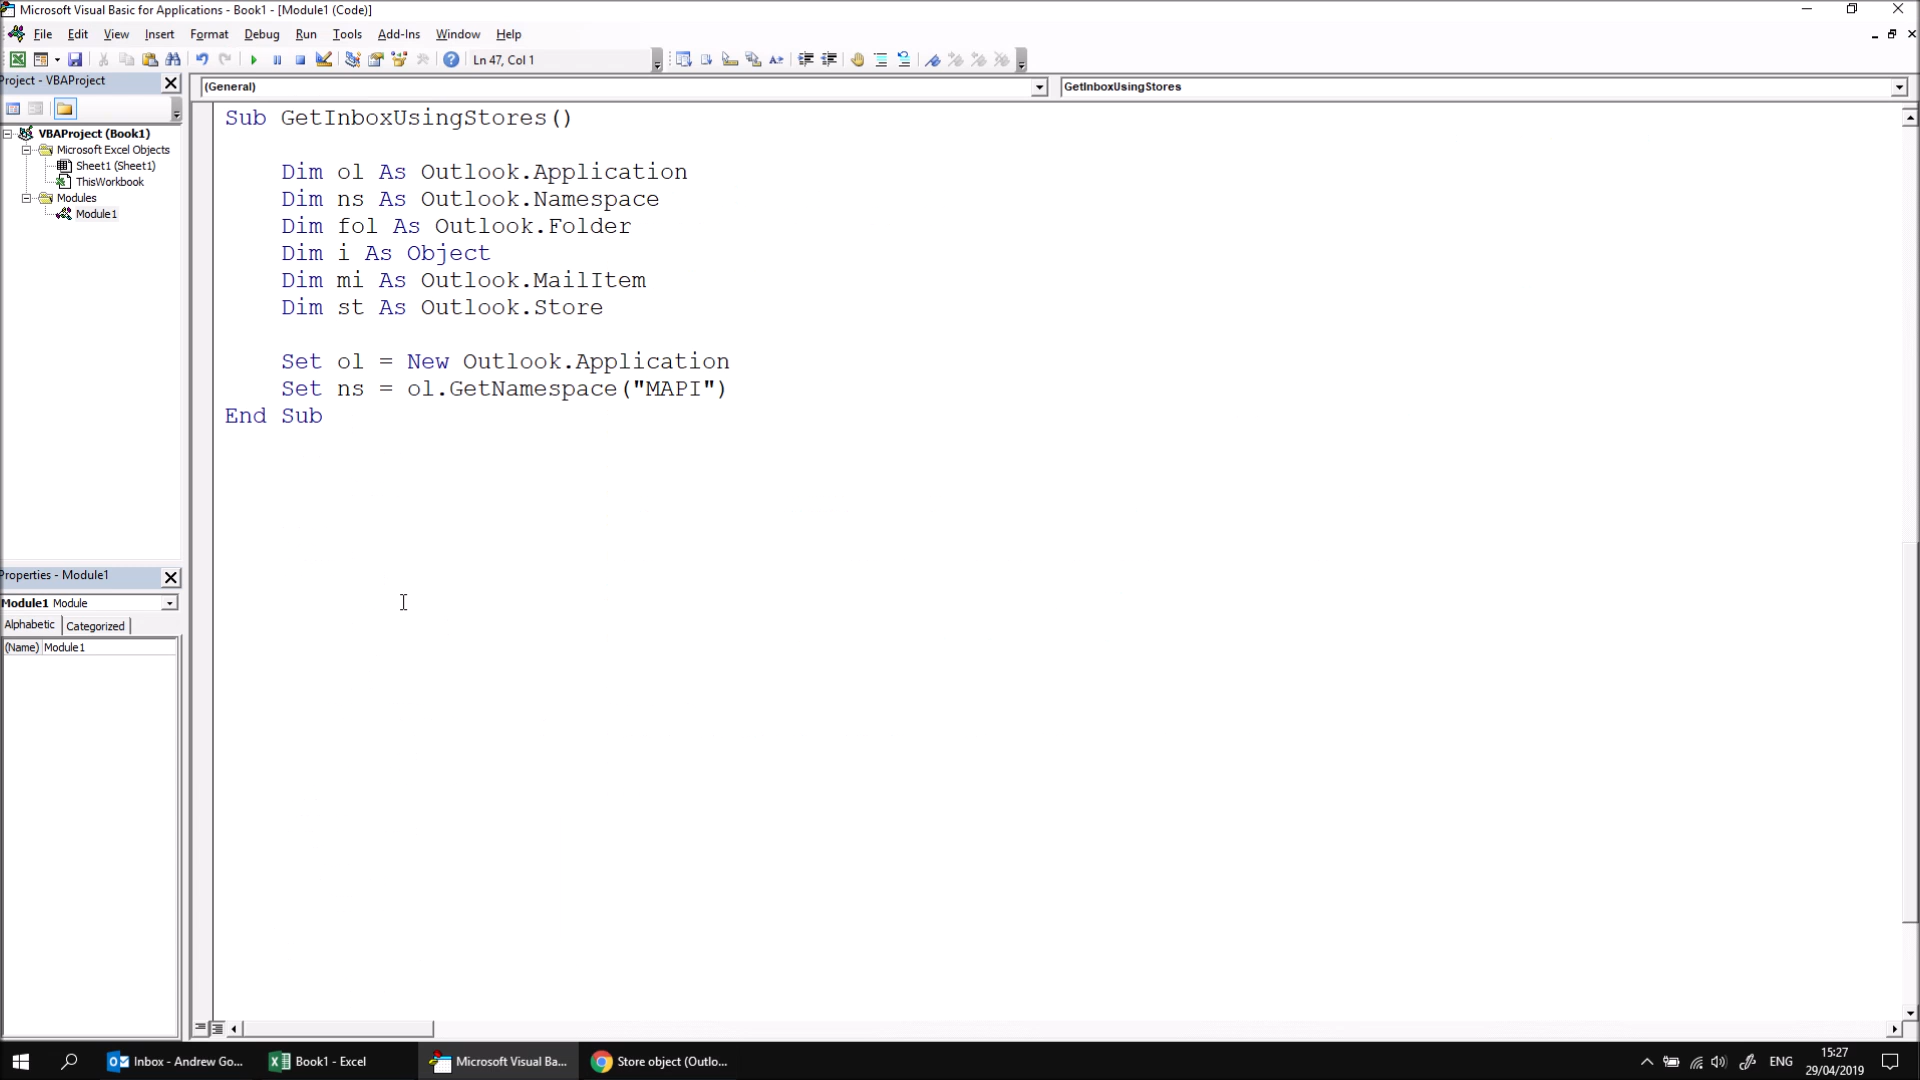 Microsoft Visual Basic for Applications - Book1 - [Module1 (Code)]
File Edit View Insert Format Debug Run Tools Add-Ins Window Help
Ln 47, Col 1
Project - VBAProject
(General)
GetInboxUsingStores
VBAProject (Book1)
Microsoft Excel Objects
Sheet1 (Sheet1)
ThisWorkbook
Modules
Module1
Sub GetInboxUsingStores()
Dim ol As Outlook.Application
Dim ns As Outlook.Namespace
Dim fol As Outlook.Folder
Dim i As Object
Dim mi As Outlook.MailItem
Dim st As Outlook.Store
Set ol = New Outlook.Application
Set ns = ol.GetNamespace("MAPI")
End Sub
Properties - Module1
Module1 Module
Alphabetic Categorized
(Name) Module1
Inbox - Andrew Go...
Book1 - Excel
Microsoft Visual Ba...
Store object (Outlo...
ENG
15:27
29/04/2019